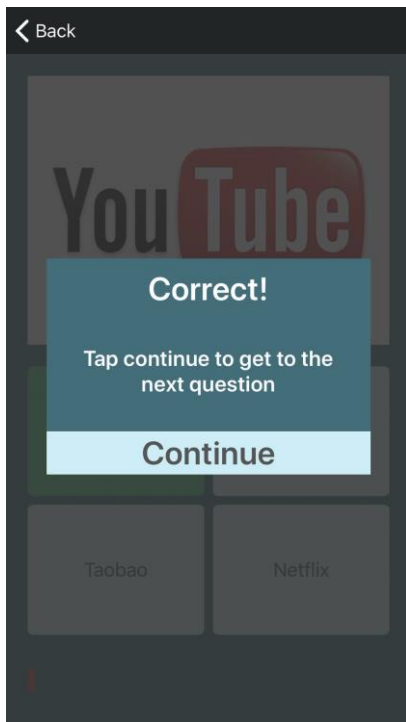 Back
YouTube
Correct!
Tap continue to get to the
next question
Continue
Taobao
Netflix